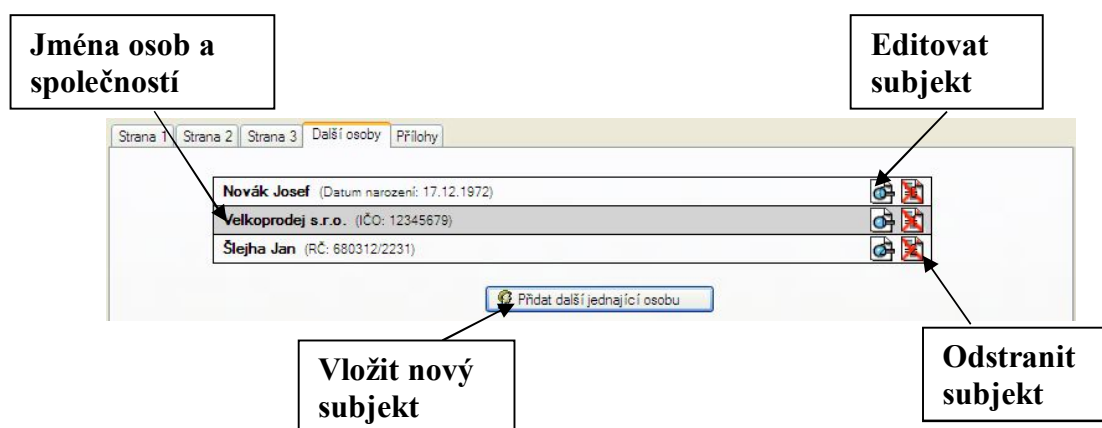 Jména osob a
společností
Editovat
subjekt
Strana 1 Strana 2 Strana 3 Další osoby Přílohy
Novák Josef (Datum narození: 17.12.1972)
Velkoprodej s.r.o. (IČO: 12345679)
Šlejha Jan (RČ: 680312/2231)
Přidat další jednající osobu
Vložit nový
subjekt
Odstranit
subjekt